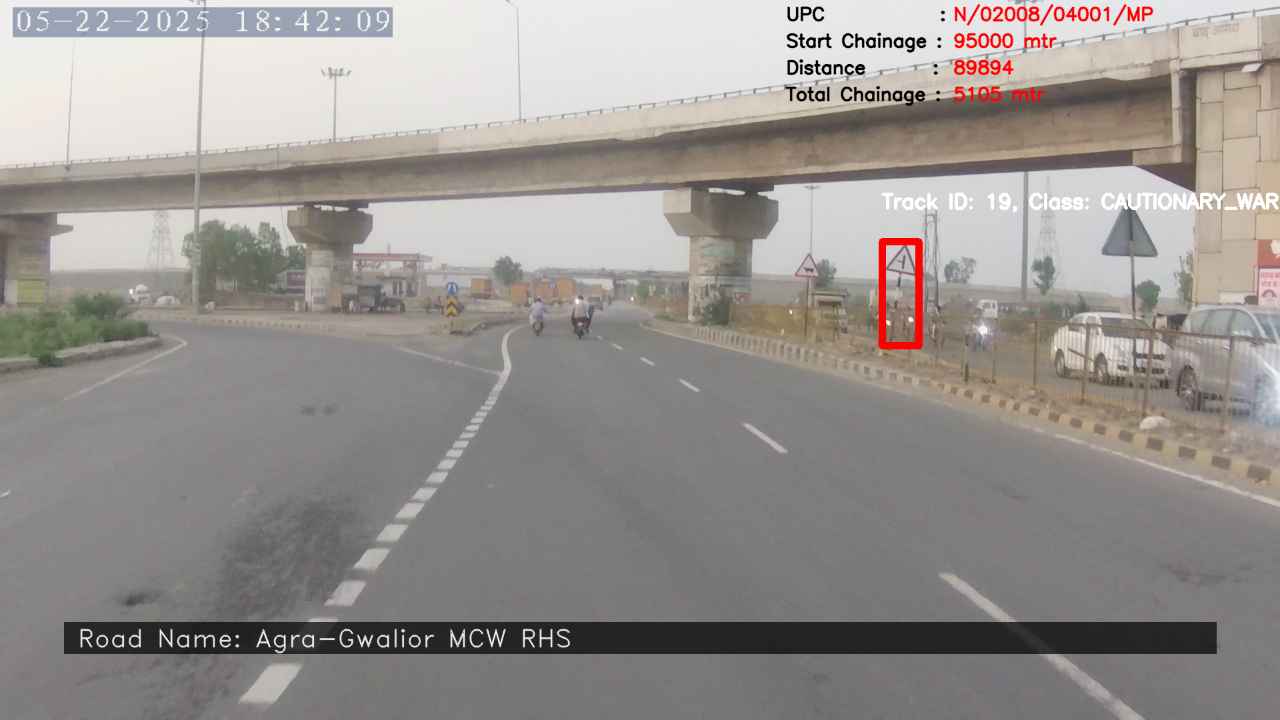 05-22-2025 18:42:09
UPC : N/02008/04001/MP
Start Chainage : 95000 mtr
Distance : 89894
Total Chainage : 5105 mtr
Track ID: 19, Class: CAUTIONARY_WAR
Road Name: Agra-Gwalior MCW RHS